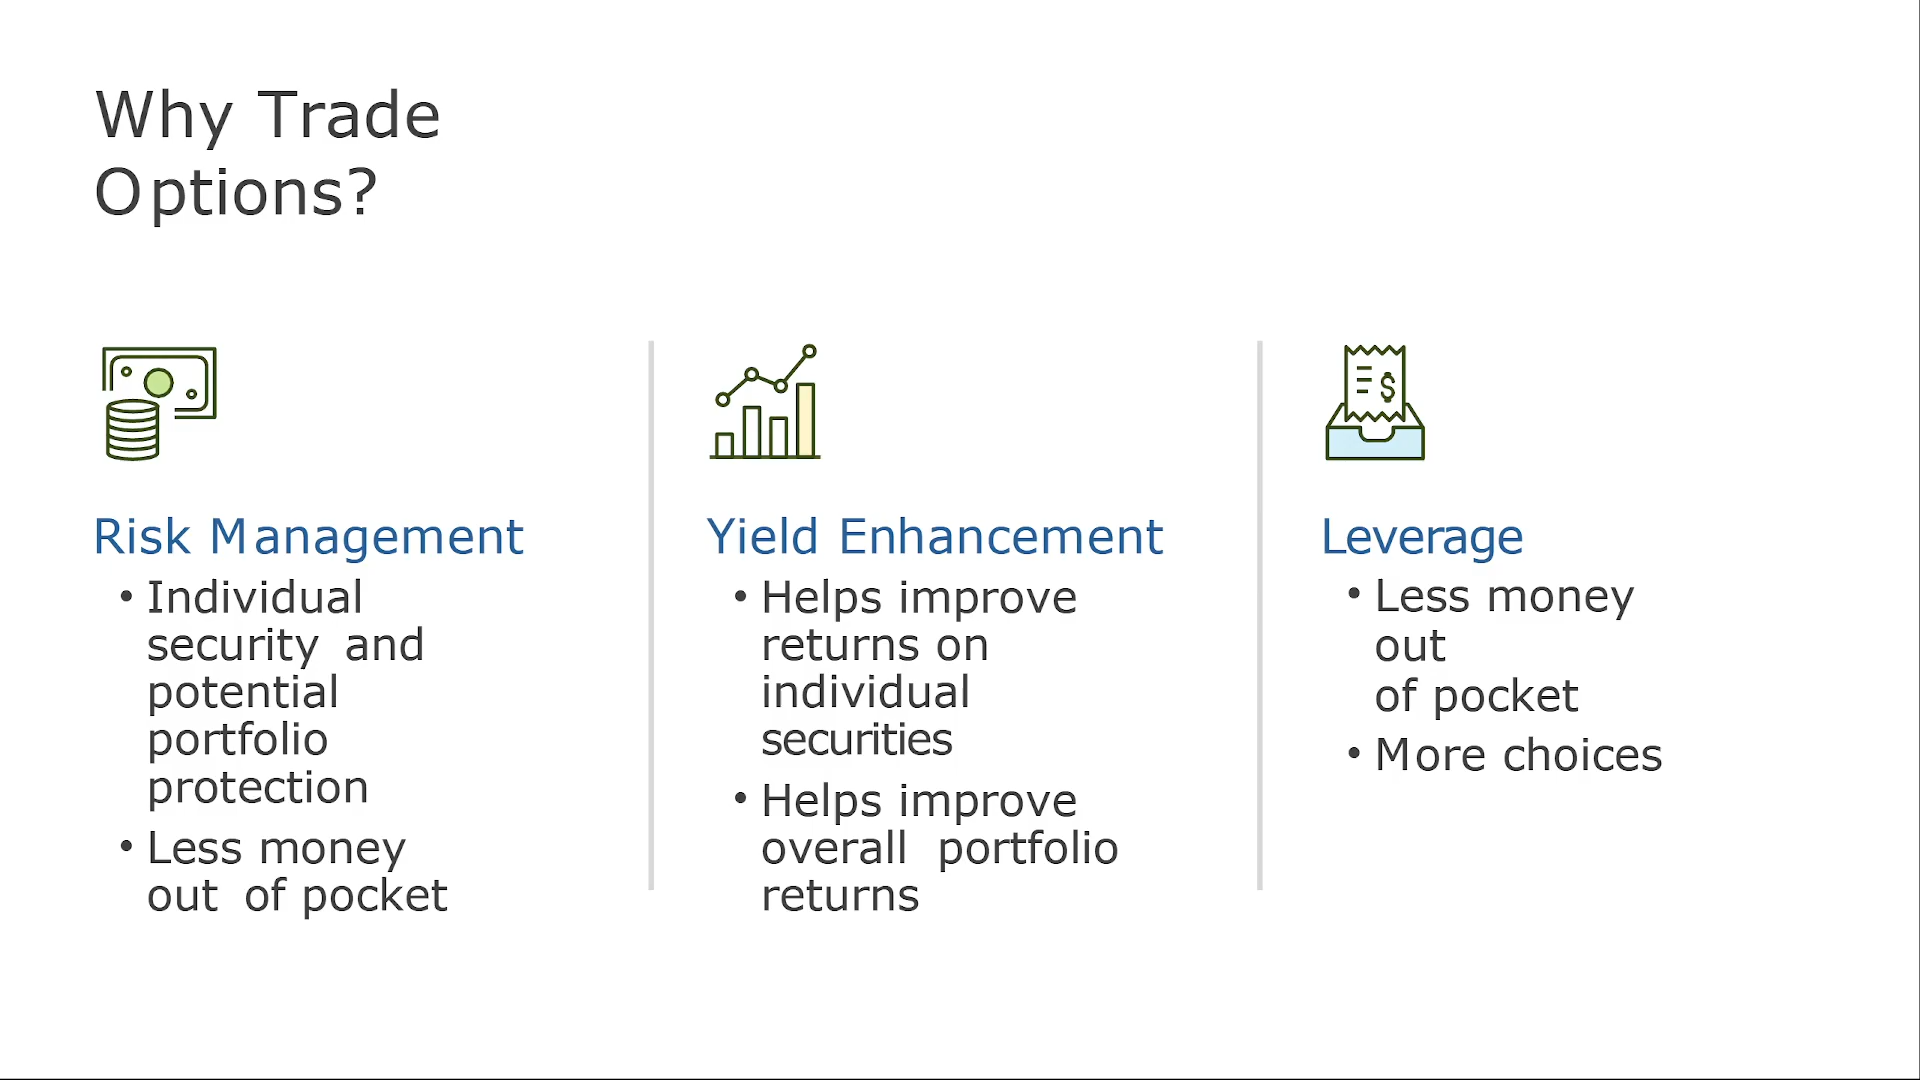 Why Trade
Options?
$
Risk Management
• Individual
security and
potential
portfolio
protection
• Less money
out of pocket
Yield Enhancement
• Helps improve
returns on
individual
securities
• Helps improve
overall portfolio
returns
Leverage
• Less money
out
of pocket
• More choices